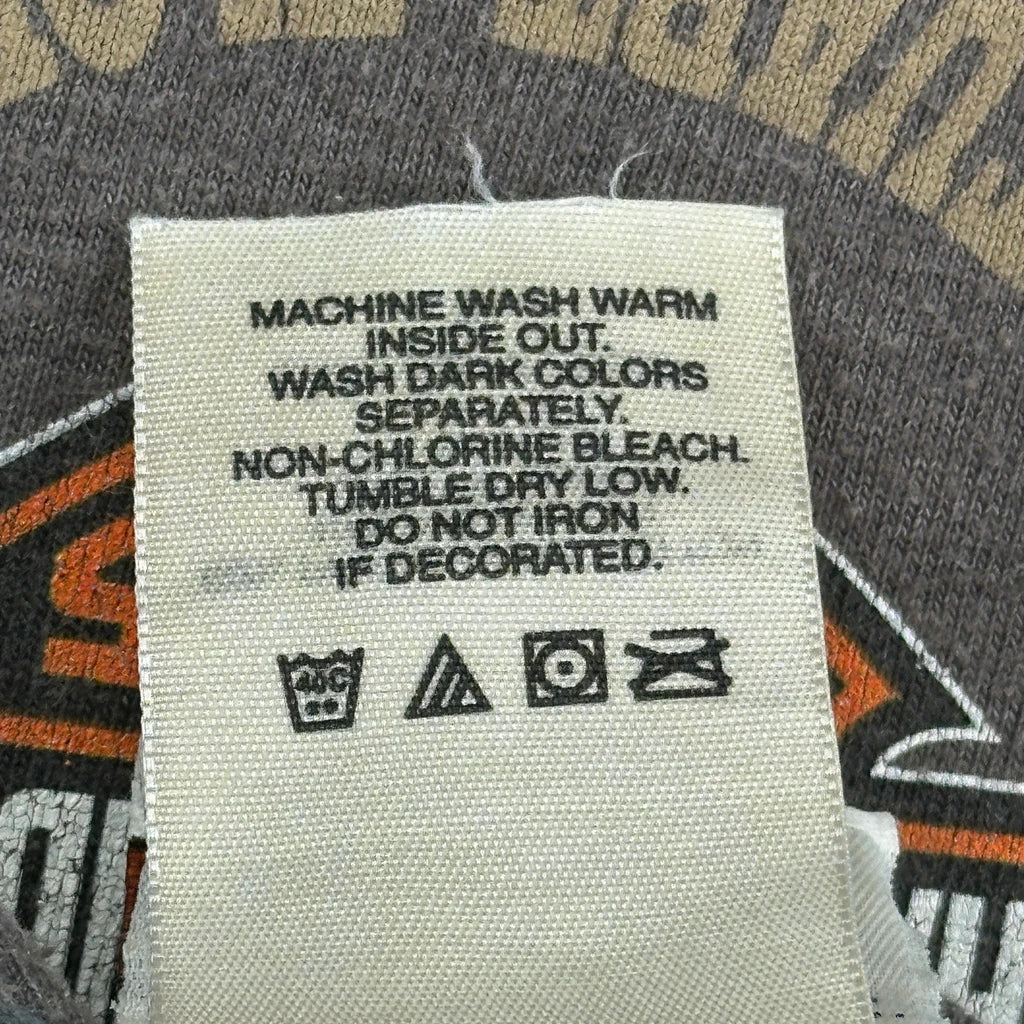 MACHINE WASH WARM
INSIDE OUT.
WASH DARK COLORS
SEPARATELY.
NON-CHLORINE BLEACH.
TUMBLE DRY LOW.
DO NOT IRON
IF DECORATED.
40C